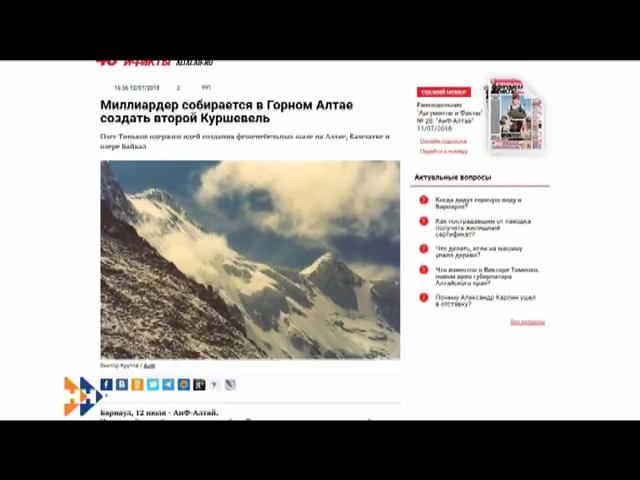 И ФАКТЫ ALTAI.AIF.RU
16:36 12/07/2018 1 995
Миллиардер собирается в Горном Алтае
создать второй Куршевель
Олег Тиньков одержим идеей создания фешенебельных шале на Алтае, Камчатке и
озере Байкал
Виктор Крутов / АиФ
Барнаул, 12 июля - АиФ-Алтай.
СВЕЖИЙ НОМЕР
Еженедельник
"Аргументы и Факты"
"АиФ-Алтай"
11/07/2018
Онлайн подписка
Перейти к номеру
Актуальные вопросы
Когда дадут горячую воду в
Барнауле?
Как пострадавшим от паводка
получить жилищный
сертификат?
Что делать, если на машину
упало дерево?
Что известно о Викторе Томенко,
новом врио губернатора
Алтайского края?
Почему Александр Карлин ушел
в отставку?
Все вопросы